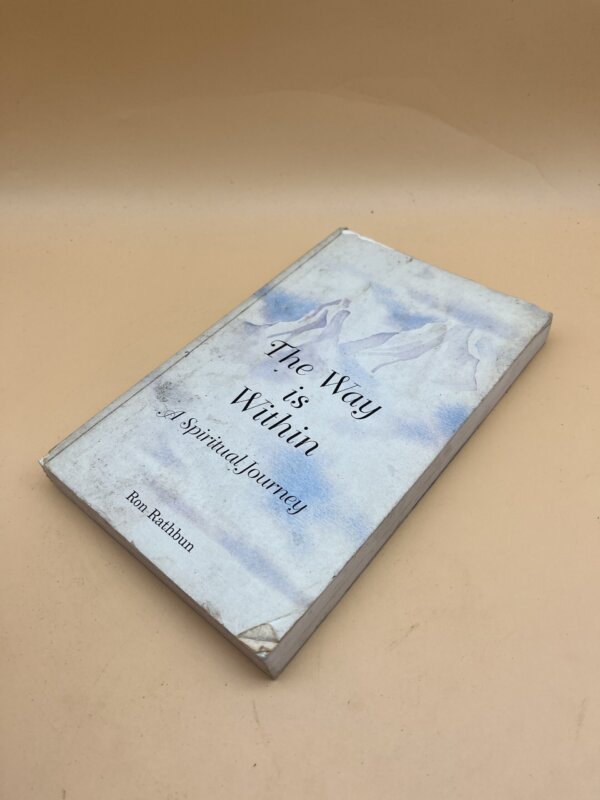 The Way
is
Within
A Spiritual Journey
Ron Rathbun